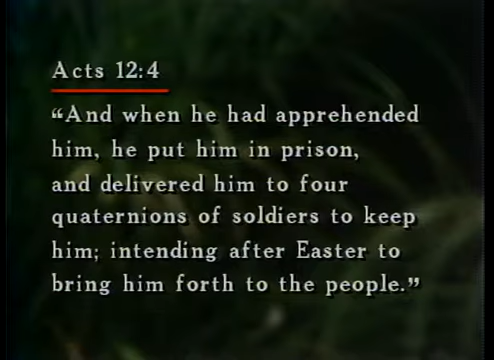 Acts 12:4
“And when he had apprehended
him, he put him in prison,
and delivered him to four
quaternions of soldiers to keep
him; intending after Easter to
bring him forth to the people.”